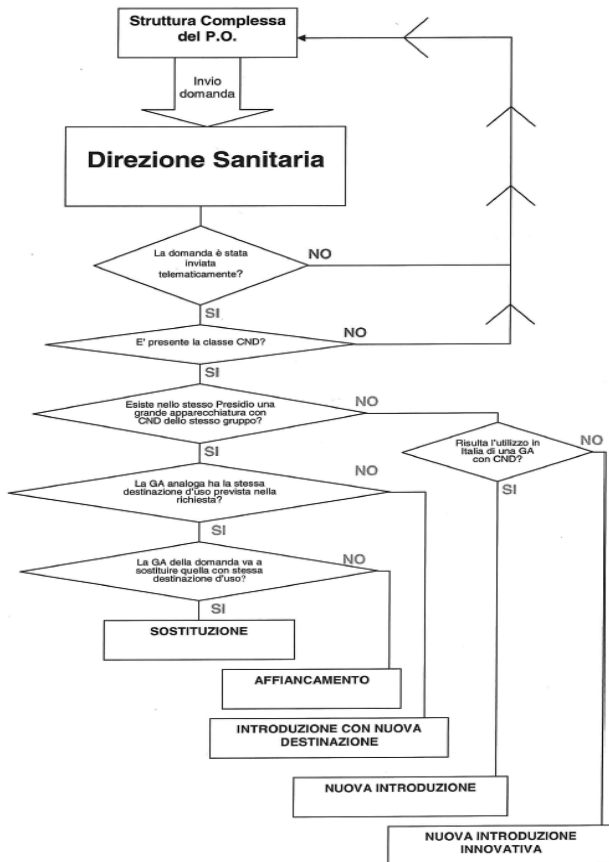 Struttura Complessa
del P.O.
Invio
domanda
Direzione Sanitaria
La domanda è stata
inviata
telematicamente?
NO
SI
E' presente la classe CND?
NO
SI
Esiste nello stesso Presidio una
grande apparecchiatura con
CND dello stesso gruppo?
NO
Risulta l'utilizzo in
Italia di una GA
con CND?
NO
SI
SI
La GA analoga ha la stessa
destinazione d'uso prevista nella
richiesta?
NO
SI
La GA della domanda va a
sostituire quella con stessa
destinazione d'uso?
NO
SI
SOSTITUZIONE
AFFIANCAMENTO
INTRODUZIONE CON NUOVA
DESTINAZIONE
NUOVA INTRODUZIONE
NUOVA INTRODUZIONE
INNOVATIVA